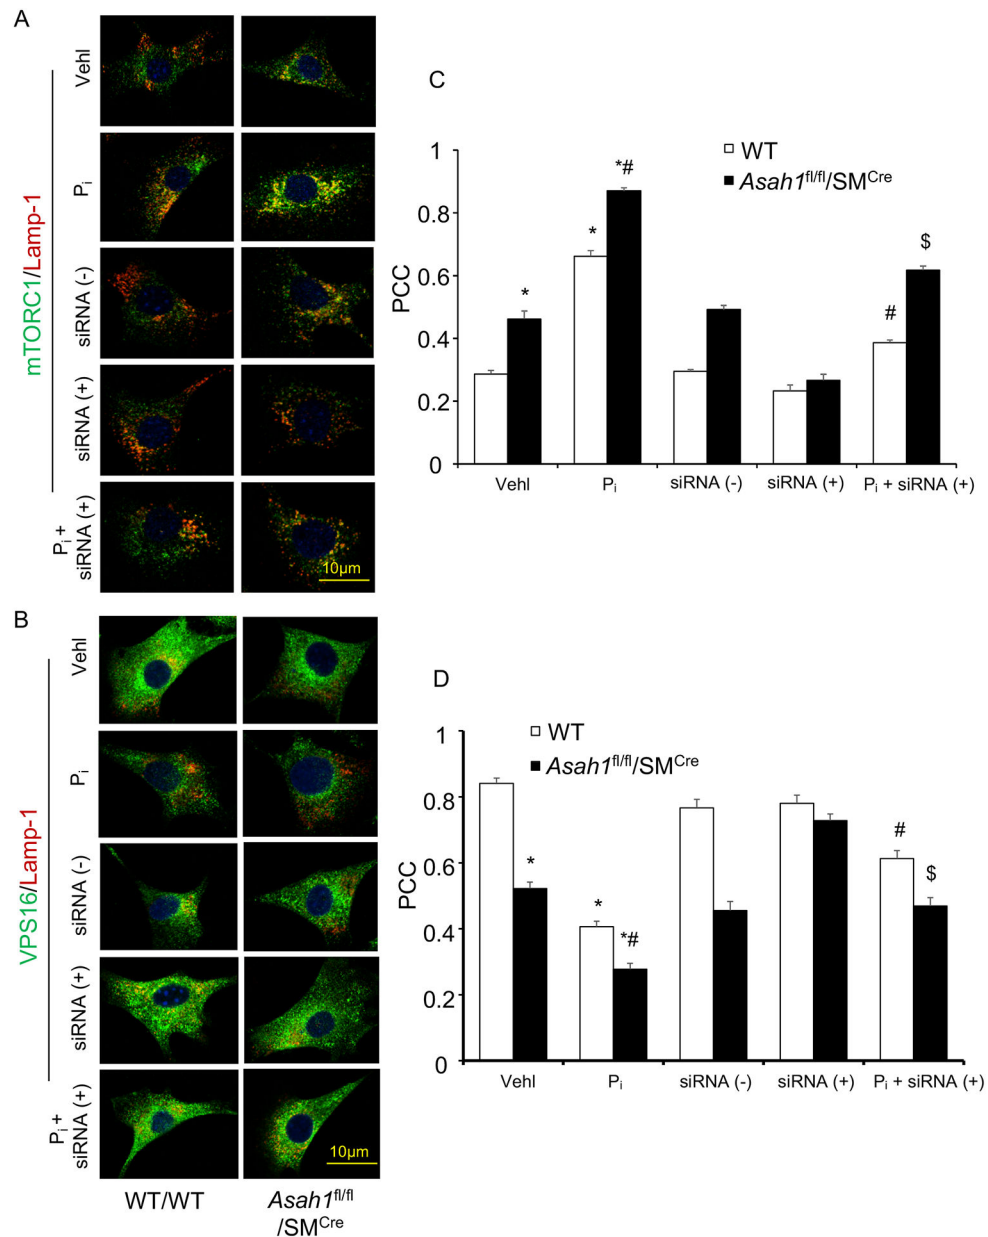 A
mTORC1/Lamp-1
Vehl
Pi
siRNA (-)
siRNA (+)
Pi +
siRNA (+)
10μm
B
VPS16/Lamp-1
Vehl
Pi
siRNA (-)
siRNA (+)
Pi +
siRNA (+)
10μm
WT/WT
Asah1fl/fl
/SMCre
C
WT
Asah1fl/fl/SMCre
PCC
1
0.8
0.6
0.4
0.2
0
*
*
*#
#
$
Vehl
Pi
siRNA (-)
siRNA (+)
Pi + siRNA (+)
D
WT
Asah1fl/fl/SMCre
PCC
1
0.8
0.6
0.4
0.2
0
*
*
*#
#
$
Vehl
Pi
siRNA (-)
siRNA (+)
Pi + siRNA (+)